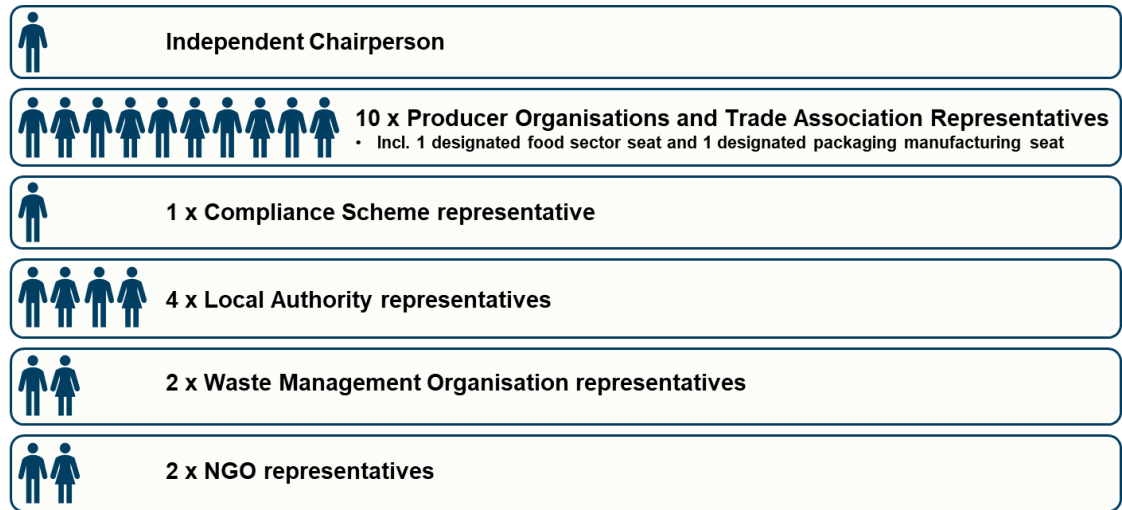 Independent Chairperson
10 x Producer Organisations and Trade Association Representatives
• Incl. 1 designated food sector seat and 1 designated packaging manufacturing seat
1 x Compliance Scheme representative
4 x Local Authority representatives
2 x Waste Management Organisation representatives
2 x NGO representatives